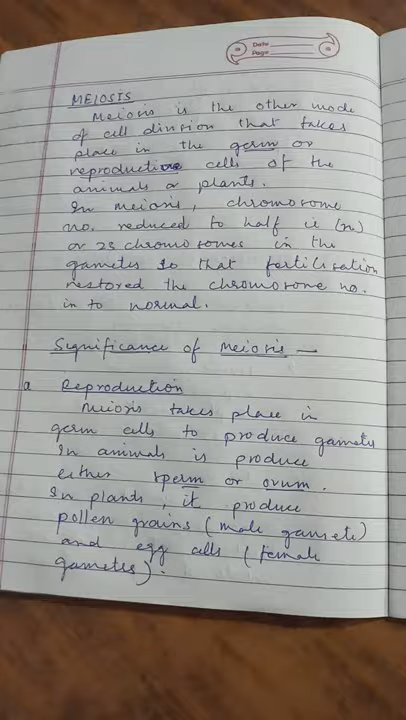 Date
Page
MEIOSIS
Meiosis is the other mode
of cell division that takes
place in the germ or
reproductive cells of the
animals or plants.
In meiosis, chromosome
no. reduced to half ie (n)
or 23 chromosomes in the
gametes so that fertilisation
restored the chromosome no.
in to normal.
Significance of Meiosis —
a Reproduction
Meiosis takes place in
germ cells to produce gametes
In animals is produce
either sperm or ovum.
In plants, it produce
pollen grains (male gamete)
and egg cells (female
gametes).